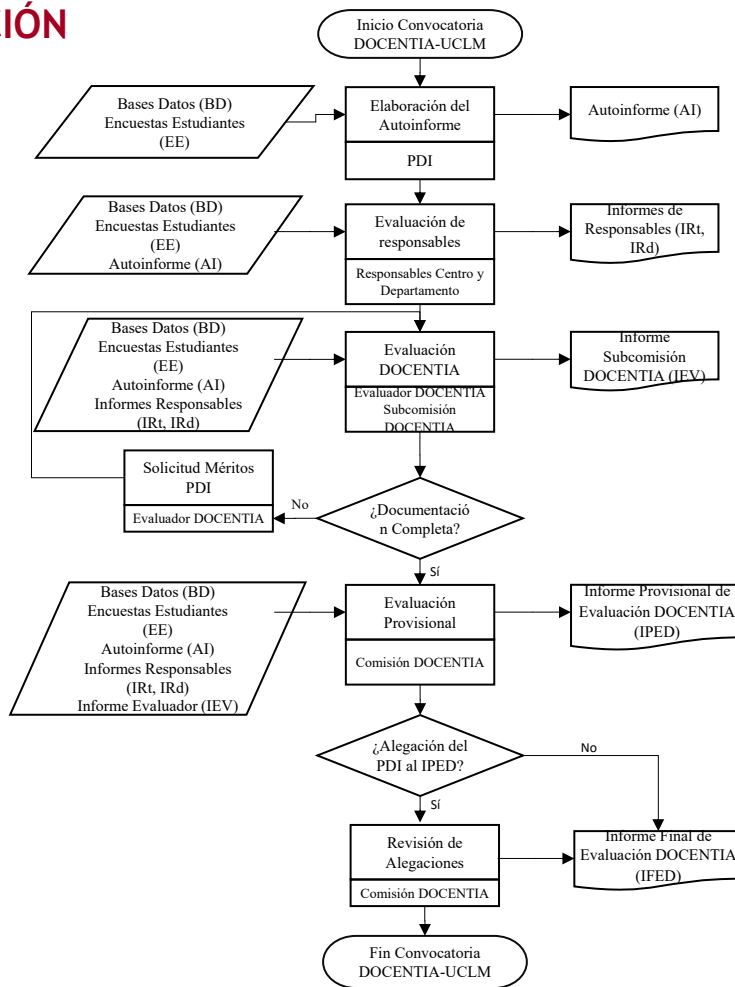 CIÓN
Inicio Convocatoria
DOCENTIA-UCLM
Bases Datos (BD)
Encuestas Estudiantes
(EE)
Elaboración del
Autoinforme
PDI
Autoinforme (AI)
Bases Datos (BD)
Encuestas Estudiantes
(EE)
Autoinforme (AI)
Evaluación de
responsables
Responsables Centro y
Departamento
Informes de
Responsables (IRt,
IRd)
Bases Datos (BD)
Encuestas Estudiantes
(EE)
Autoinforme (AI)
Informes Responsables
(IRt, IRd)
Evaluación
DOCENTIA
Evaluador DOCENTIA
Subcomisión
DOCENTIA
Informe
Subcomisión
DOCENTIA (IEV)
Solicitud Méritos
PDI
Evaluador DOCENTIA
No
¿Documentació
n Completa?
Sí
Bases Datos (BD)
Encuestas Estudiantes
(EE)
Autoinforme (AI)
Informes Responsables
(IRt, IRd)
Informe Evaluador (IEV)
Evaluación
Provisional
Comisión DOCENTIA
Informe Provisional de
Evaluación DOCENTIA
(IPED)
¿Alegación del
PDI al IPED?
No
Sí
Revisión de
Alegaciones
Comisión DOCENTIA
Informe Final de
Evaluación DOCENTIA
(IFED)
Fin Convocatoria
DOCENTIA-UCLM